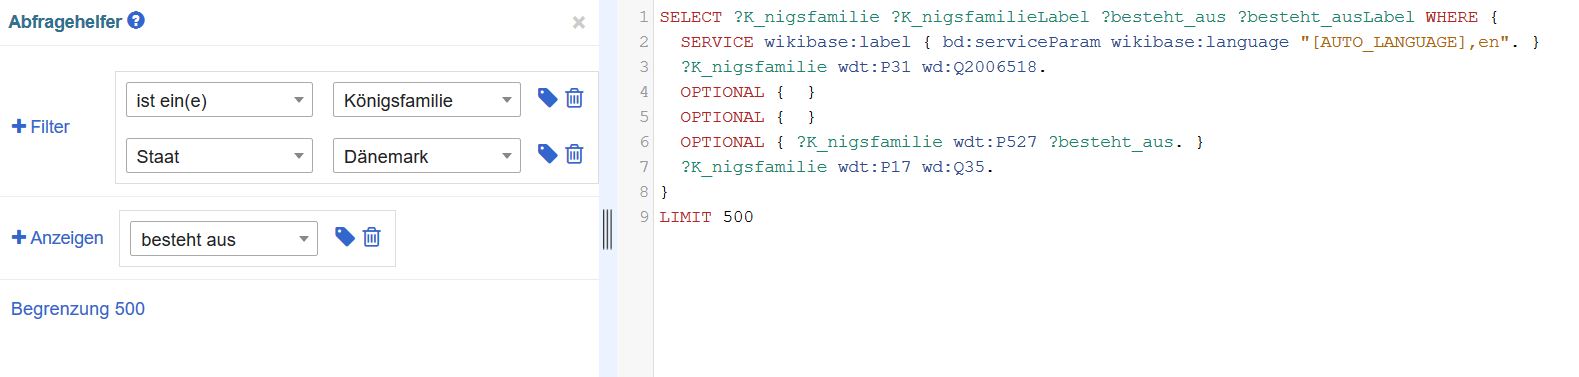 Abfragehelfer ?
×
+ Filter
ist ein(e)
Königsfamilie
Staat
Dänemark
+ Anzeigen
besteht aus
Begrenzung 500
1 SELECT ?K_nigsfamilie ?K_nigsfamilieLabel ?besteht_aus ?besteht_ausLabel WHERE {
2   SERVICE wikibase:label { bd:serviceParam wikibase:language "[AUTO_LANGUAGE],en". }
3   ?K_nigsfamilie wdt:P31 wd:Q2006518.
4   OPTIONAL {  }
5   OPTIONAL {  }
6   OPTIONAL { ?K_nigsfamilie wdt:P527 ?besteht_aus. }
7   ?K_nigsfamilie wdt:P17 wd:Q35.
8 }
9 LIMIT 500